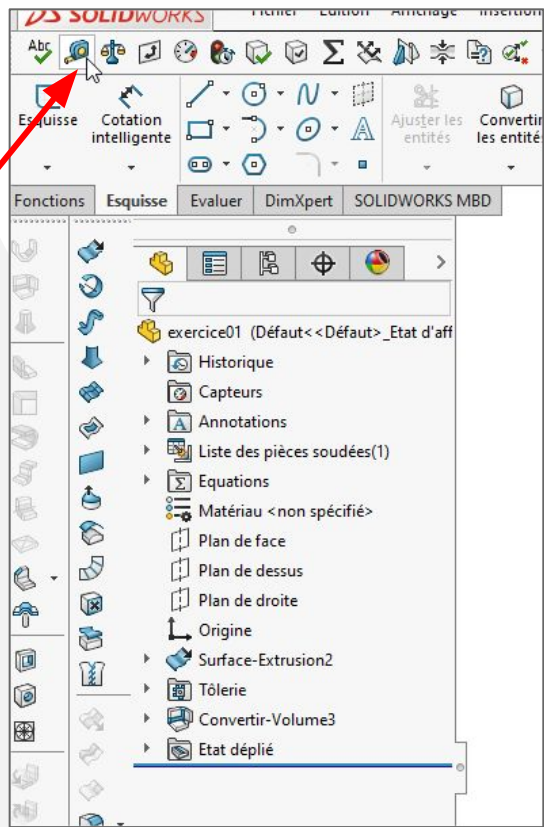 DS SOLIDWORKS Fichier Edition Affichage Insertion
Abc
Esquisse Cotation intelligente Ajuster les entités Convertir les entité
Fonctions Esquisse Evaluer DimXpert SOLIDWORKS MBD
exercice01 (Défaut<<Défaut>_Etat d'aff
Historique
Capteurs
Annotations
Liste des pièces soudées(1)
Equations
Matériau <non spécifié>
Plan de face
Plan de dessus
Plan de droite
Origine
Surface-Extrusion2
Tôlerie
Convertir-Volume3
Etat déplié